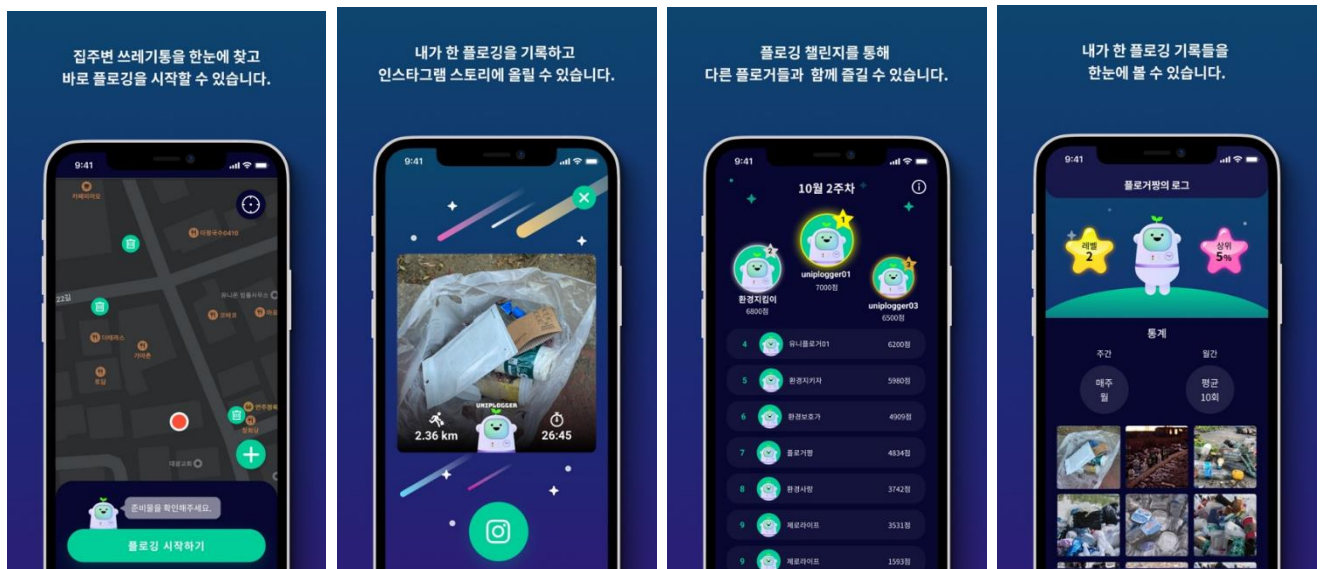 집주변 쓰레기통을 한눈에 찾고
바로 플로깅을 시작할 수 있습니다.
9:41
22길
준비물을 확인해주세요.
플로깅 시작하기
내가 한 플로깅을 기록하고
인스타그램 스토리에 올릴 수 있습니다.
9:41
UNIPLOGGER
2.36 km
26:45
플로깅 챌린지를 통해
다른 플로거들과 함께 즐길 수 있습니다.
9:41
10월 2주차
1
uniplogger01
7000점
2
환경지킴이
6800점
3
uniplogger03
6500점
4 유니플로거01 6200점
5 환경지키자 5980점
6 환경보호가 4909점
7 플로거짱 4834점
8 환경사랑 3742점
9 제로라이프 3531점
9 제로라이프 1593점
내가 한 플로깅 기록들을
한눈에 볼 수 있습니다.
9:41
플로거짱의 로그
레벨
2
상위
5%
통계
주간
월간
매주
월
평균
10회